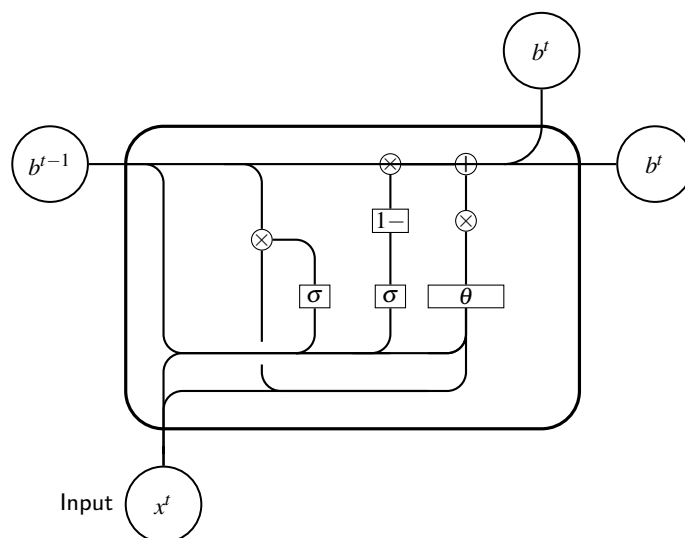 b^t
b^{t−1}
× +
b^t
1− ×
×
σ σ θ
Input x^t